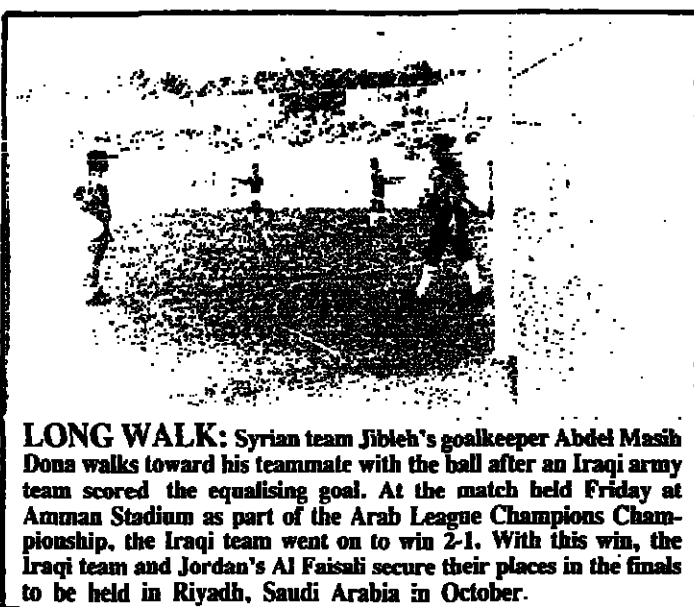 LONG WALK: Syrian team Jibleh's goalkeeper Abdel Masih
Dona walks toward his teammate with the ball after an Iraqi army
team scored the equalising goal. At the match held Friday at
Amman Stadium as part of the Arab League Champions Cham-
pionship, the Iraqi team went on to win 2-1. With this win, the
Iraqi team and Jordan's Al Faisali secure their places in the finals
to be held in Riyadh, Saudi Arabia in October.